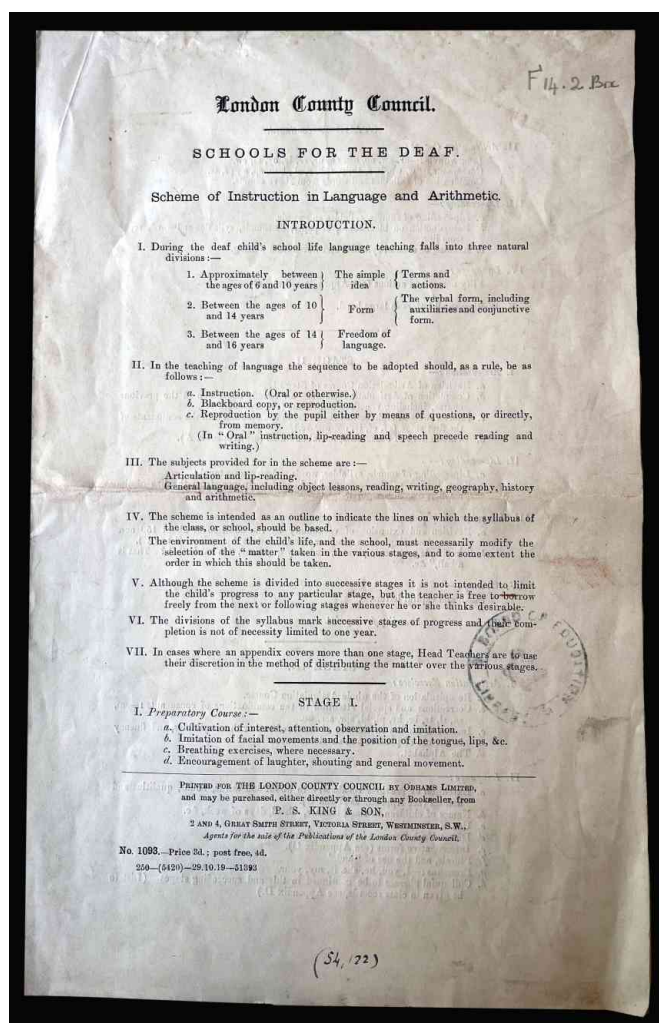 F 14.2 Box
London County Council.
SCHOOLS FOR THE DEAF.
Scheme of Instruction in Language and Arithmetic.
INTRODUCTION.
I. During the deaf child's school life language teaching falls into three natural
divisions :—
1. Approximately between } The simple { Terms and
the ages of 6 and 10 years } idea { actions.
2. Between the ages of 10 } Form { The verbal form, including
and 14 years } { auxiliaries and conjunctive
form.
3. Between the ages of 14 { Freedom of
and 16 years } language.
II. In the teaching of language the sequence to be adopted should, as a rule, be as
follows :—
a. Instruction. (Oral or otherwise.)
b. Blackboard copy, or reproduction.
c. Reproduction by the pupil either by means of questions, or directly,
from memory.
(In "Oral" instruction, lip-reading and speech precede reading and
writing.)
III. The subjects provided for in the scheme are :—
Articulation and lip-reading.
General language, including object lessons, reading, writing, geography, history
and arithmetic.
IV. The scheme is intended as an outline to indicate the lines on which the syllabus of
the class, or school, should be based.
The environment of the child's life, and the school, must necessarily modify the
selection of the "matter" taken in the various stages, and to some extent the
order in which this should be taken.
V. Although the scheme is divided into successive stages it is not intended to limit
the child's progress to any particular stage, but the teacher is free to borrow
freely from the next or following stages whenever he or she thinks desirable.
VI. The divisions of the syllabus mark successive stages of progress and their com-
pletion is not of necessity limited to one year.
VII. In cases where an appendix covers more than one stage, Head Teachers are to use
their discretion in the method of distributing the matter over the various stages.
BOARD OF EDUCATION
LIBRARY
STAGE I.
I. Preparatory Course :—
a. Cultivation of interest, attention, observation and imitation.
b. Imitation of facial movements and the position of the tongue, lips, &c.
c. Breathing exercises, where necessary.
d. Encouragement of laughter, shouting and general movement.
PRINTED FOR THE LONDON COUNTY COUNCIL BY ODHAMS LIMITED,
and may be purchased, either directly or through any Bookseller, from
P. S. KING & SON,
2 AND 4, GREAT SMITH STREET, VICTORIA STREET, WESTMINSTER, S.W.,
Agents for the sale of the Publications of the London County Council.
No. 1093.—Price 3d.; post free, 4d.
250—(5420)—29.10.19—51393
(54,122)